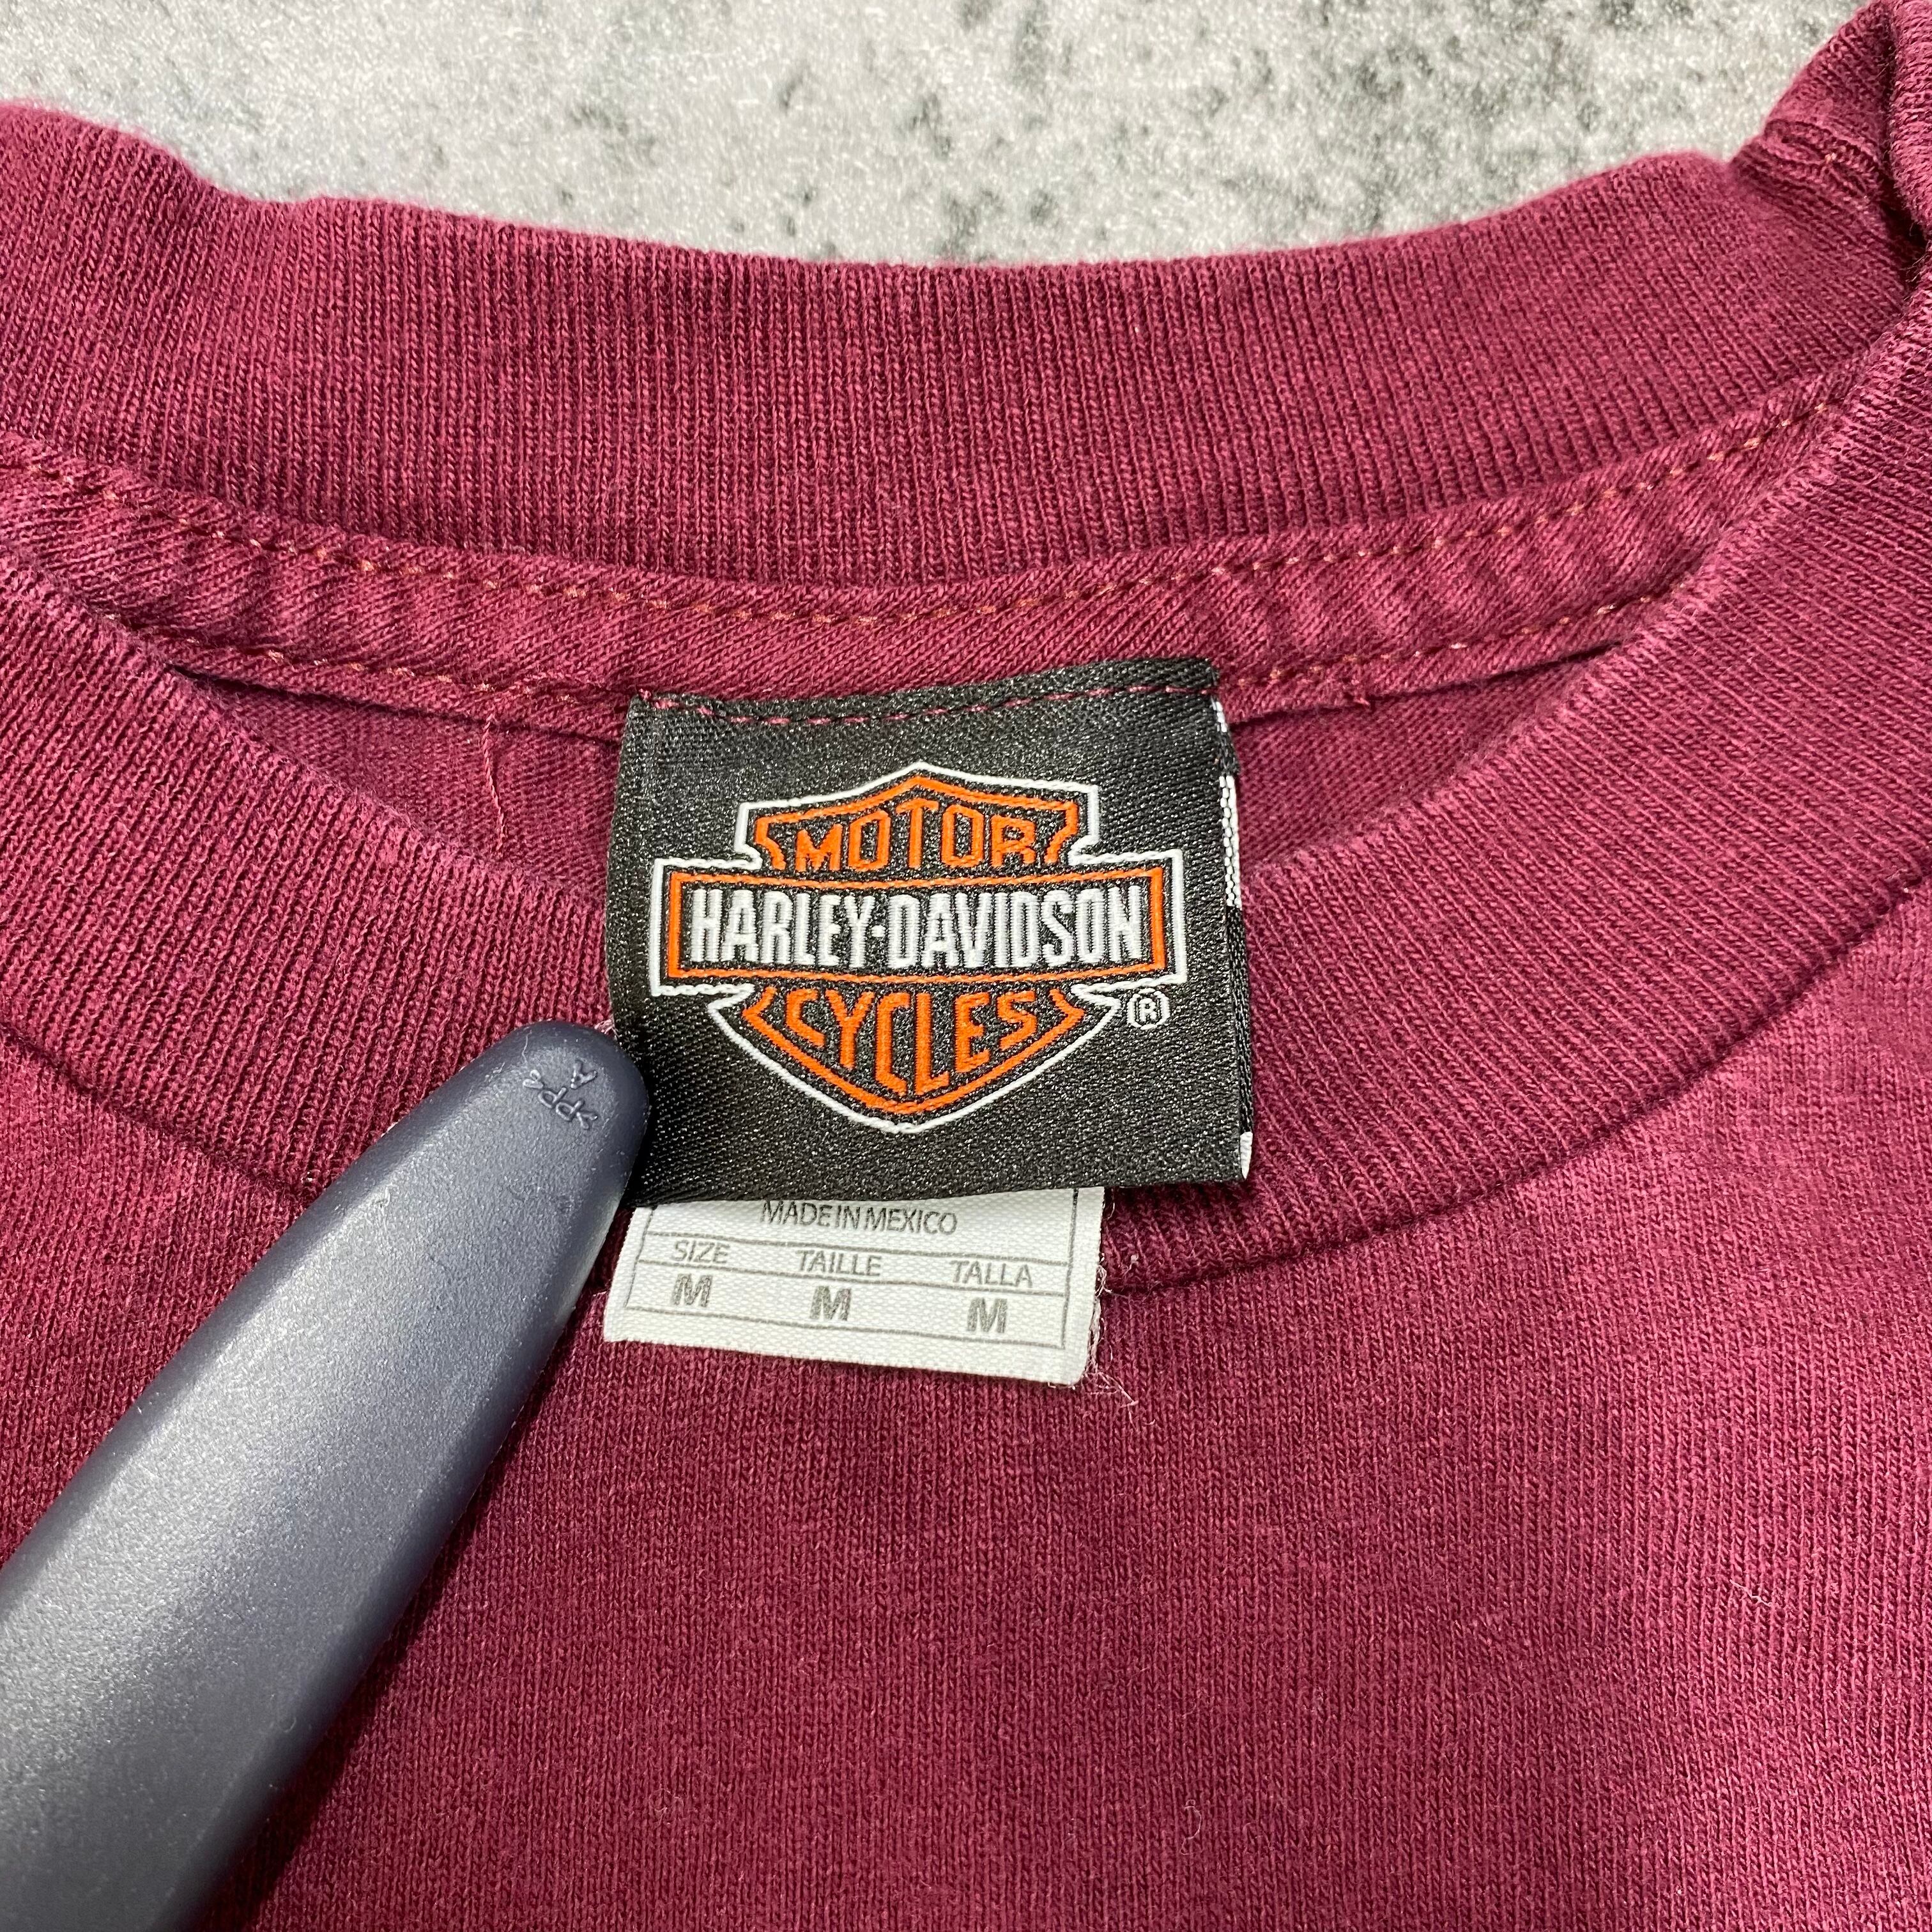 MOTOR
HARLEY-DAVIDSON
CYCLES
®
MADE IN MEXICO
SIZE TAILLE TALLA
M M M